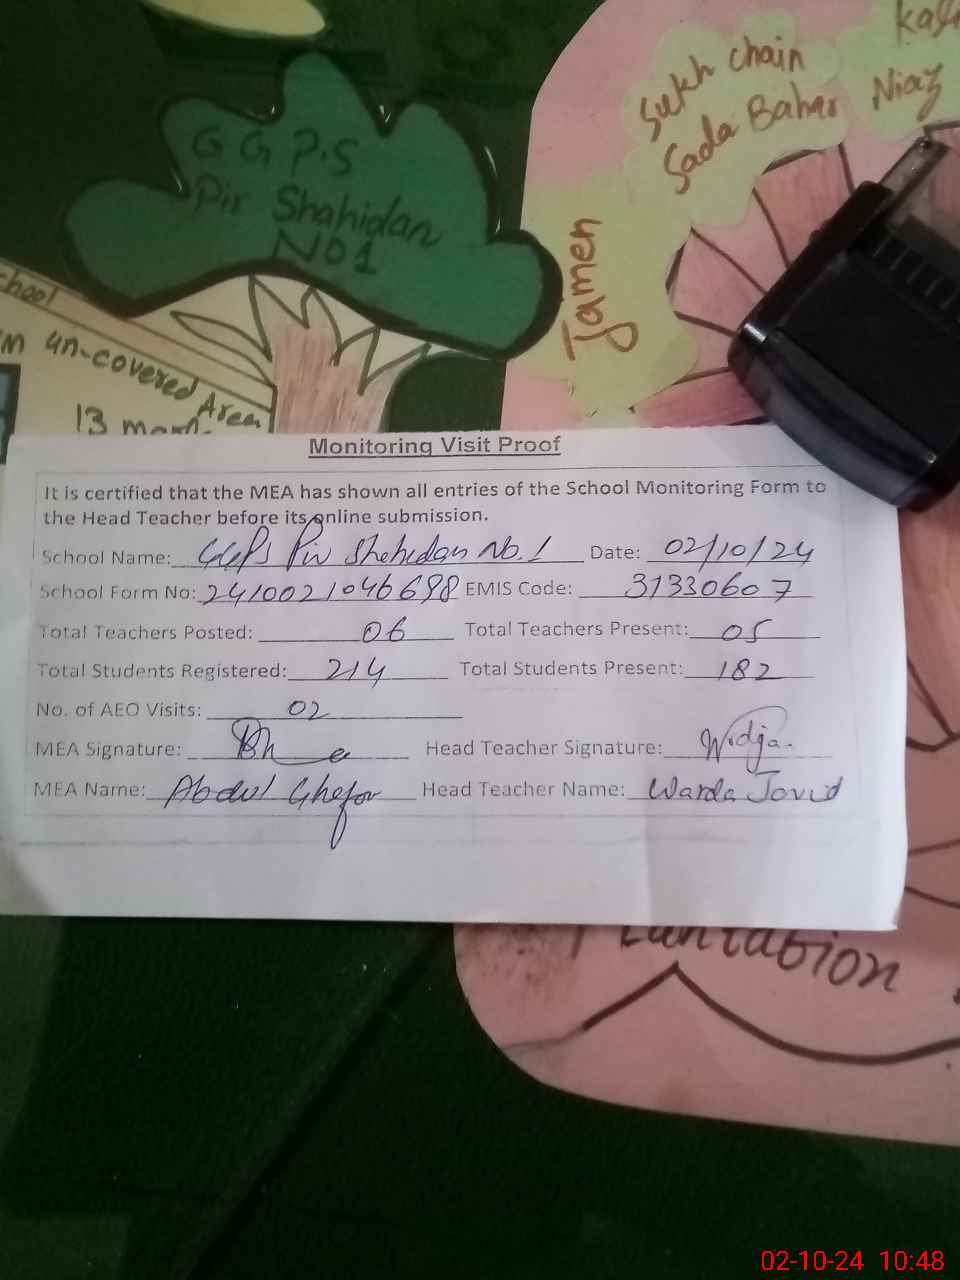 Kale
Sukh chain
Sada Bahar Niaz
G G P.S
Pir Shahidan
No1
Jamen
chool
un-covered Area
13
Monitoring Visit Proof
It is certified that the MEA has shown all entries of the School Monitoring Form to
the Head Teacher before its online submission.
School Name: GGPS Pir Shahidan No.1 Date: 02/10/24
School Form No: 2410021046698 EMIS Code: 31330607
Total Teachers Posted: 06 Total Teachers Present: 05
Total Students Registered: 214 Total Students Present: 182
No. of AEO Visits: 02
MEA Signature: Head Teacher Signature:
MEA Name: Abdul Ghafor Head Teacher Name: Warda Javid
Plantation
02-10-24 10:48